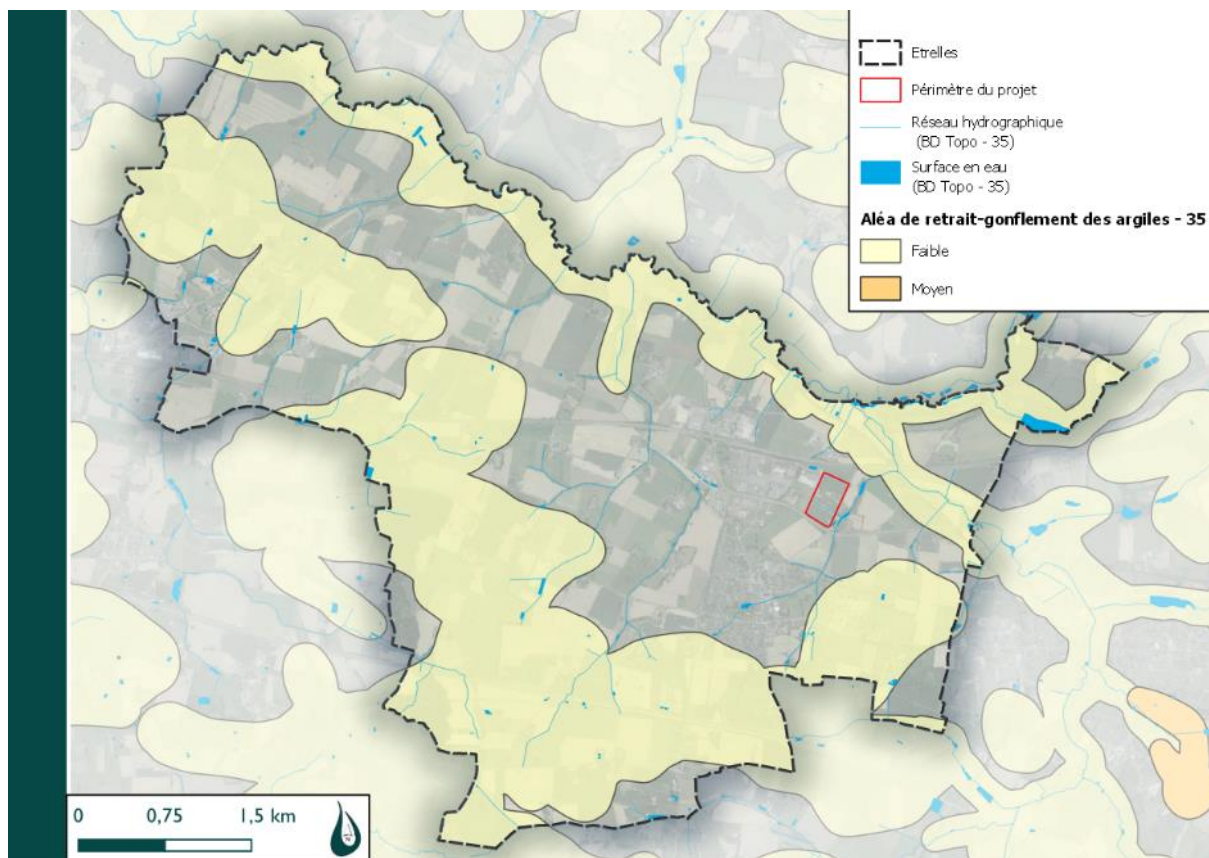 Etrelles
Périmètre du projet
Réseau hydrographique
(BD Topo - 35)
Surface en eau
(BD Topo - 35)
Aléa de retrait-gonflement des argiles - 35
Faible
Moyen
0 0,75 1,5 km